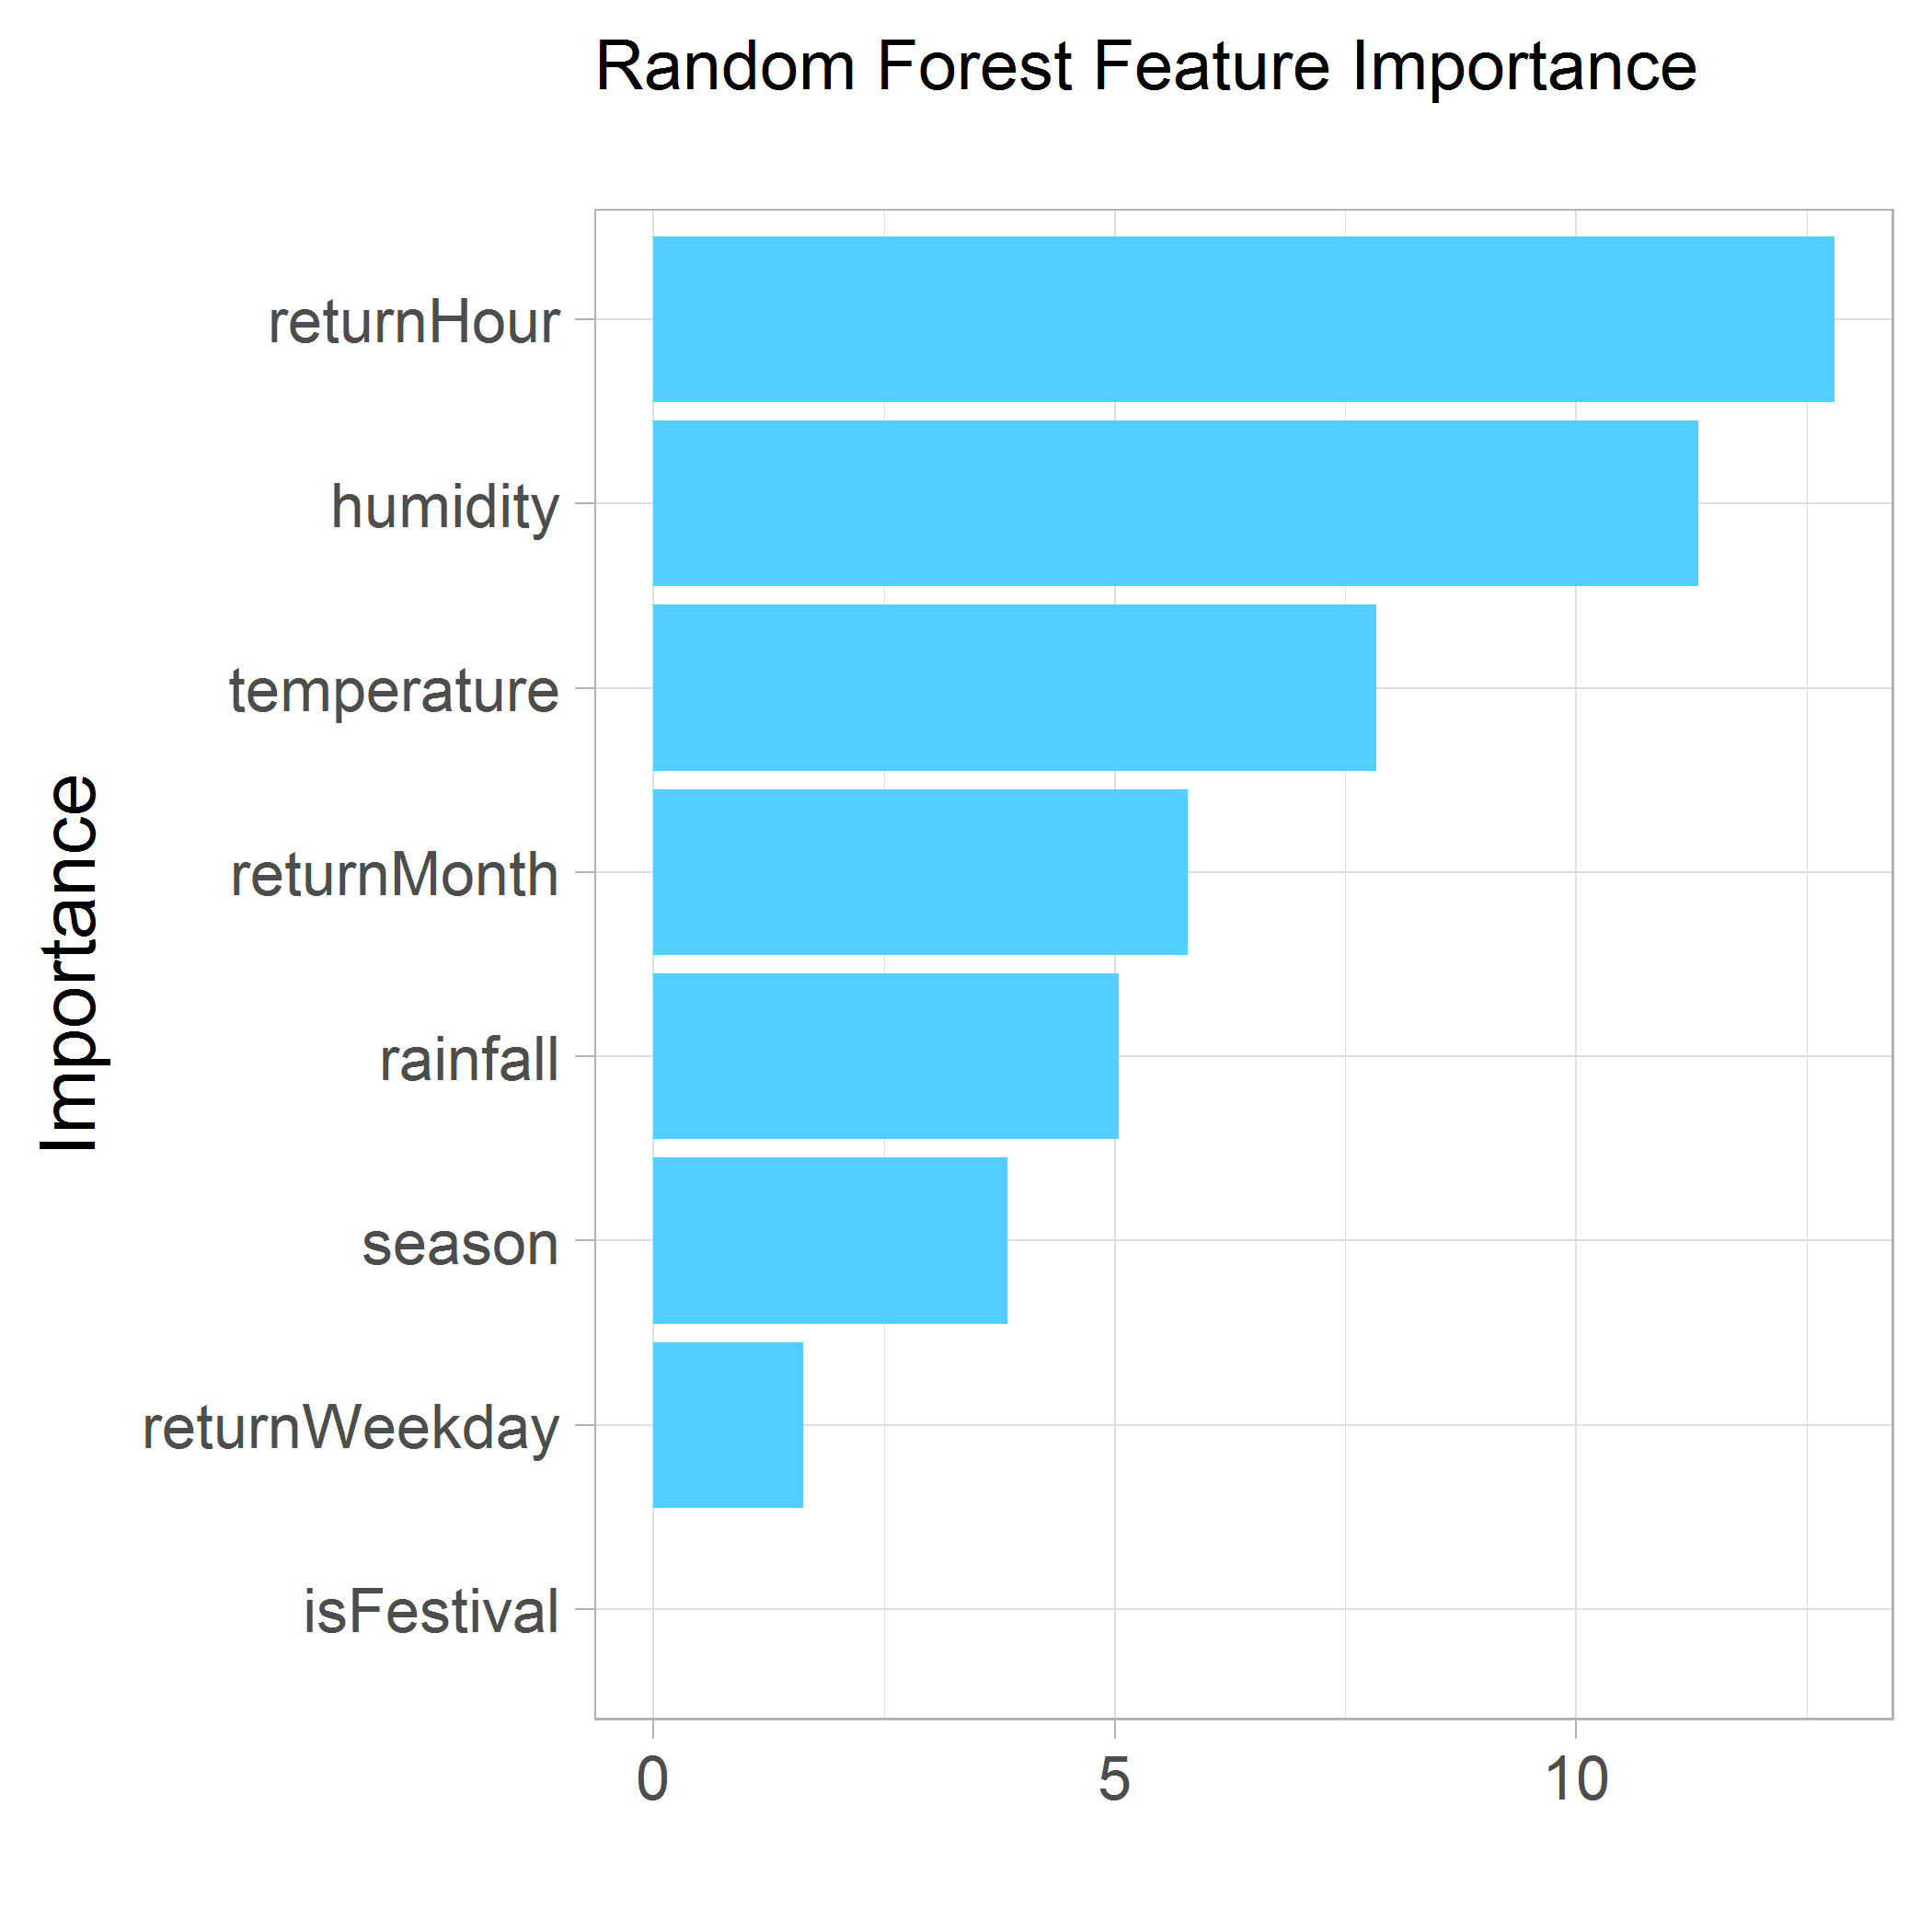 Random Forest Feature Importance
Importance
returnHour
humidity
temperature
returnMonth
rainfall
season
returnWeekday
isFestival
0 5 10